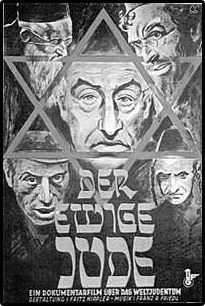 DER
EWIGE
JUDE
EIN DOKUMENTARFILM ÜBER DAS WELTJUDENTUM
GESTALTUNG: FRITZ HIPPLER · MUSIK: FRANZ R. FRIEDL